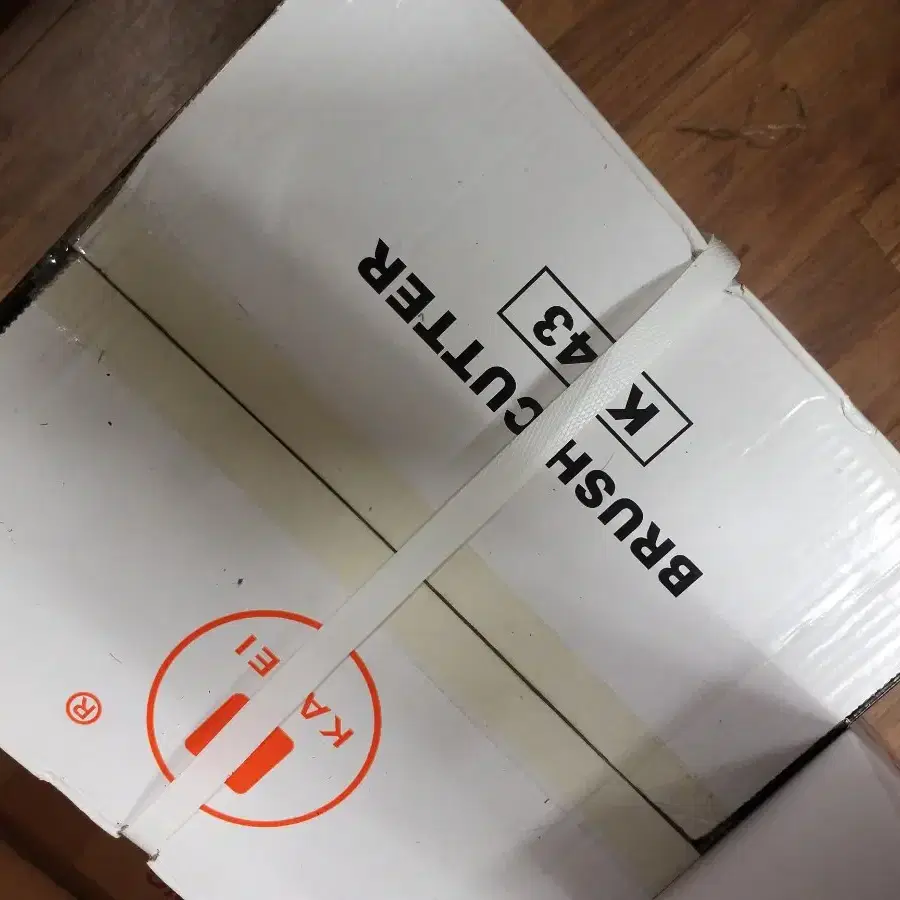 KA EI ®
BRUSH CUTTER
K 43